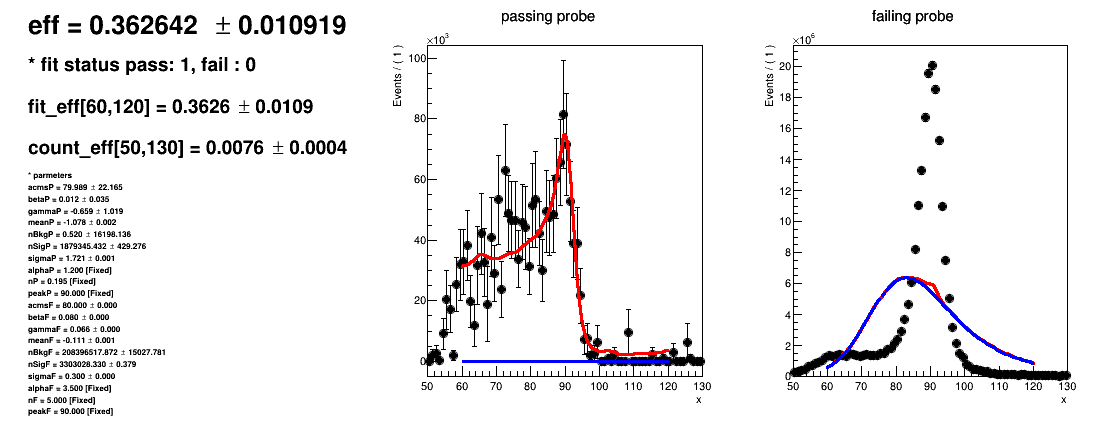 eff = 0.362642 ± 0.010919
* fit status pass: 1, fail : 0
fit_eff[60,120] = 0.3626 ± 0.0109
count_eff[50,130] = 0.0076 ± 0.0004
* parmeters
acmsP = 79.989 ± 22.165
betaP = 0.012 ± 0.035
gammaP = -0.659 ± 1.019
meanP = -1.078 ± 0.002
nBkgP = 0.520 ± 16198.136
nSigP = 1879345.432 ± 429.276
sigmaP = 1.721 ± 0.001
alphaP = 1.200 [Fixed]
nP = 0.195 [Fixed]
peakP = 90.000 [Fixed]
acmsF = 80.000 ± 0.000
betaF = 0.080 ± 0.000
gammaF = 0.066 ± 0.000
meanF = -0.111 ± 0.001
nBkgF = 208396517.872 ± 15027.781
nSigF = 3303028.330 ± 0.379
sigmaF = 0.300 ± 0.000
alphaF = 3.500 [Fixed]
nF = 5.000 [Fixed]
peakF = 90.000 [Fixed]
passing probe
×10³
Events / ( 1 )
100
80
60
40
20
0
50 60 70 80 90 100 110 120 130
x
failing probe
×10⁶
Events / ( 1 )
20
18
16
14
12
10
8
6
4
2
0
50 60 70 80 90 100 110 120 130
x